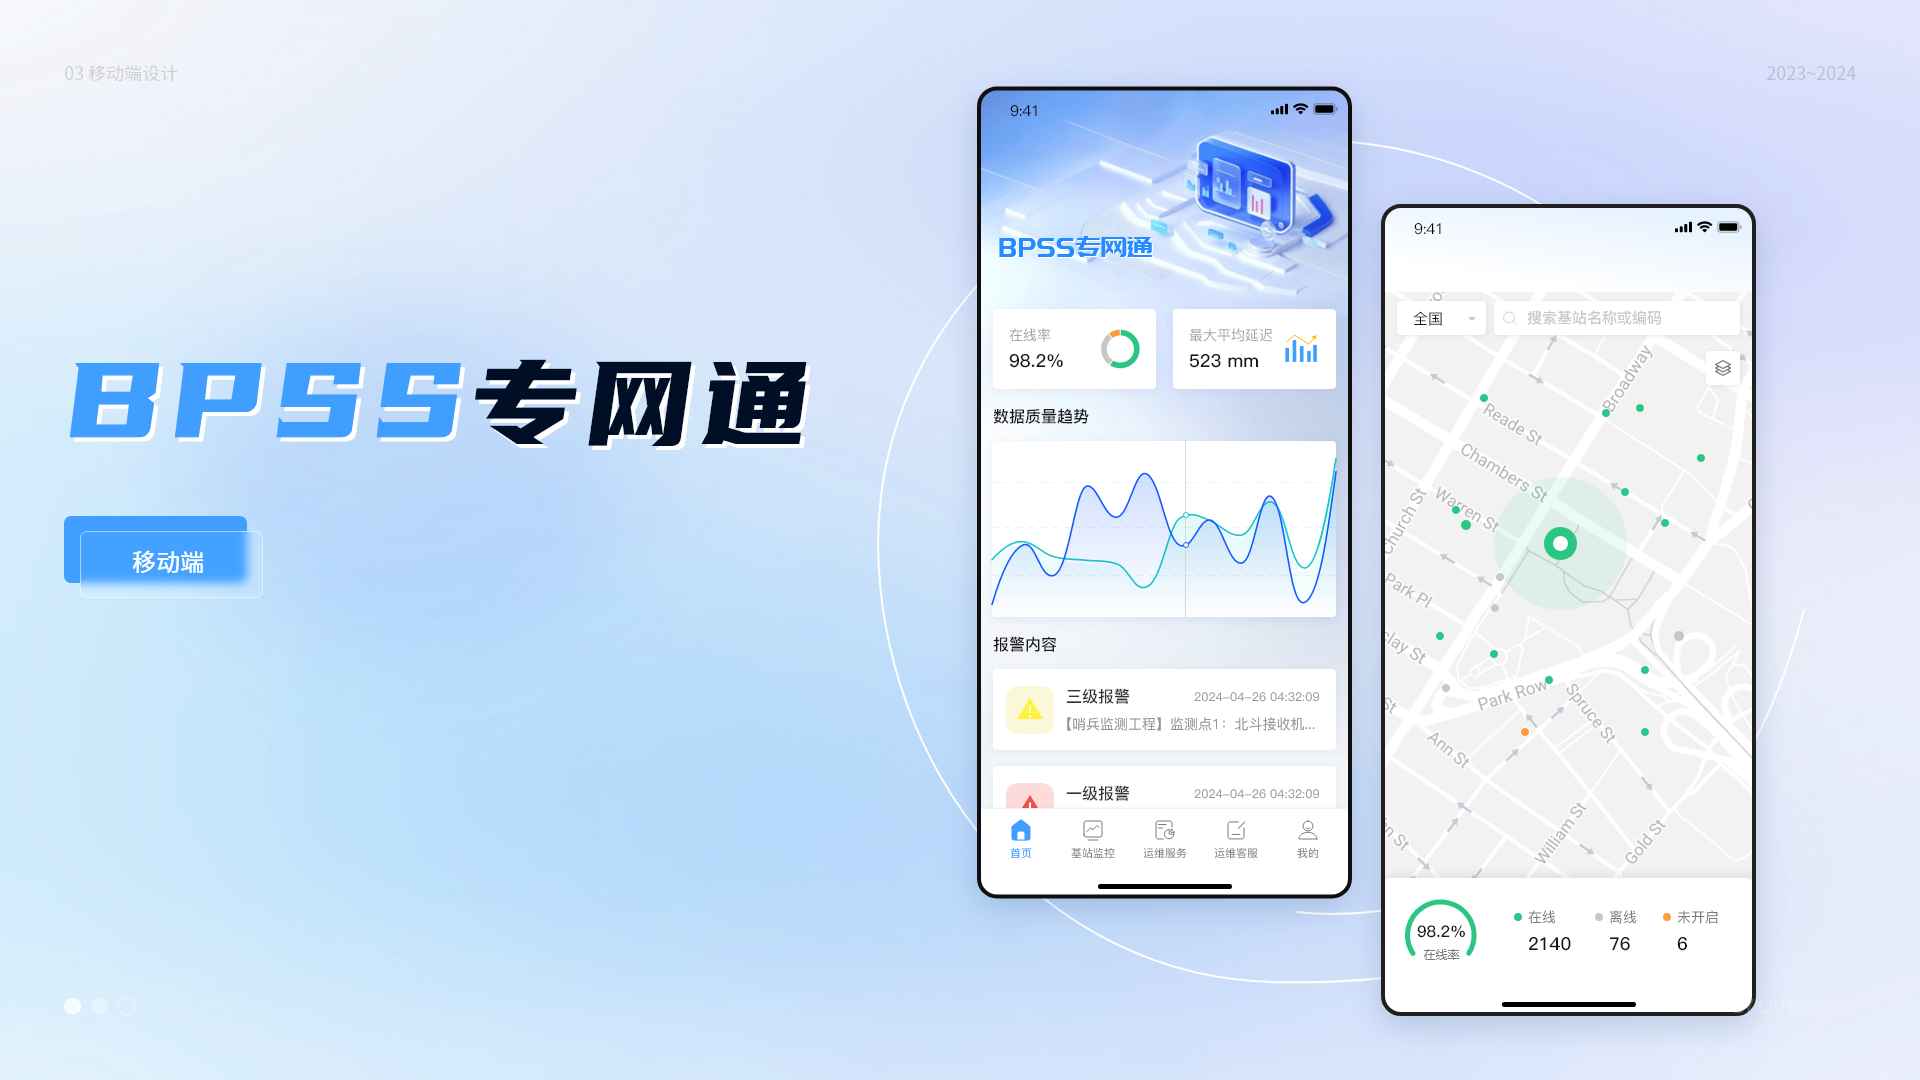 03 移动端设计
2023~2024
BPSS专网通
移动端
9:41
BPSS专网通
在线率
98.2%
最大平均延迟
523 mm
数据质量趋势
报警内容
三级报警
2024-04-26 04:32:09
【哨兵监测工程】监测点1：北斗接收机...
一级报警
2024-04-26 04:32:09
首页
基站监控
运维服务
运维客服
我的
9:41
全国
搜索基站名称或编码
Broadway
Reade St
Chambers St
Warren St
Church St
Park Pl
clay St
Park Row
Spruce St
Ann St
William St
Gold St
98.2%
在线率
在线
2140
离线
76
未开启
6